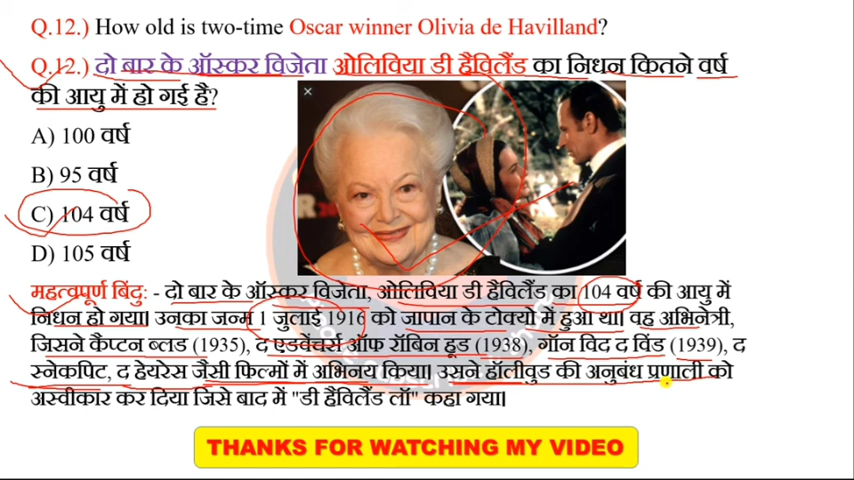 Q.12.) How old is two-time Oscar winner Olivia de Havilland?
Q.12.) दो बार के ऑस्कर विजेता ओलिविया डी हैविलैंड का निधन कितने वर्ष
की आयु में हो गई है?
A) 100 वर्ष
B) 95 वर्ष
C) 104 वर्ष
D) 105 वर्ष
महत्वपूर्ण बिंदु: - दो बार के ऑस्कर विजेता, ओलिविया डी हैविलैंड का 104 वर्ष की आयु में
निधन हो गया। उनका जन्म 1 जुलाई 1916 को जापान के टोक्यो में हुआ था। वह अभिनेत्री,
जिसने कैप्टन ब्लड (1935), द एडवेंचर्स ऑफ रॉबिन हूड (1938), गॉन विद द विंड (1939), द
स्नेकपिट, द हेयरेस जैसी फिल्मों में अभिनय किया। उसने हॉलीवुड की अनुबंध प्रणाली को
अस्वीकार कर दिया जिसे बाद में "डी हैविलैंड लॉ" कहा गया।
THANKS FOR WATCHING MY VIDEO